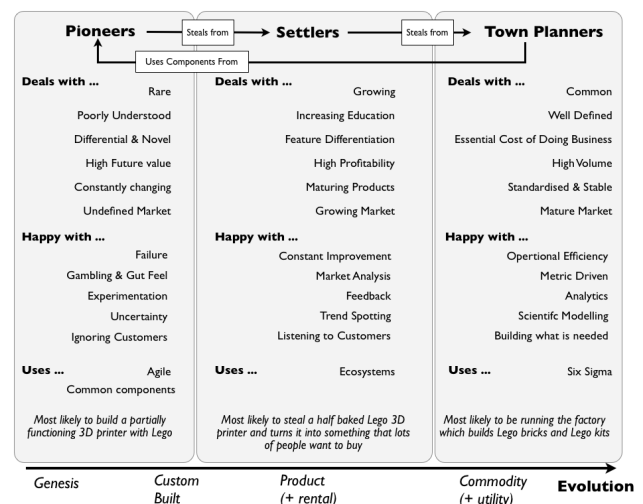 Pioneers
Steals from
Settlers
Steals from
Town Planners
Uses Components From
Deals with ...
Rare
Poorly Understood
Differential & Novel
High Future value
Constantly changing
Undefined Market
Happy with ...
Failure
Gambling & Gut Feel
Experimentation
Uncertainty
Ignoring Customers
Uses ...
Agile
Common components
Most likely to build a partially
functioning 3D printer with Lego
Deals with ...
Growing
Increasing Education
Feature Differentiation
High Profitability
Maturing Products
Growing Market
Happy with ...
Constant Improvement
Market Analysis
Feedback
Trend Spotting
Listening to Customers
Uses ...
Ecosystems
Most likely to steal a half baked Lego 3D
printer and turns it into something that lots
of people want to buy
Deals with ...
Common
Well Defined
Essential Cost of Doing Business
High Volume
Standardised & Stable
Mature Market
Happy with ...
Opertional Efficiency
Metric Driven
Analytics
Scientifc Modelling
Building what is needed
Uses ...
Six Sigma
Most likely to be running the factory
which builds Lego bricks and Lego kits
Genesis
Custom
Built
Product
(+ rental)
Commodity
(+ utility)
Evolution